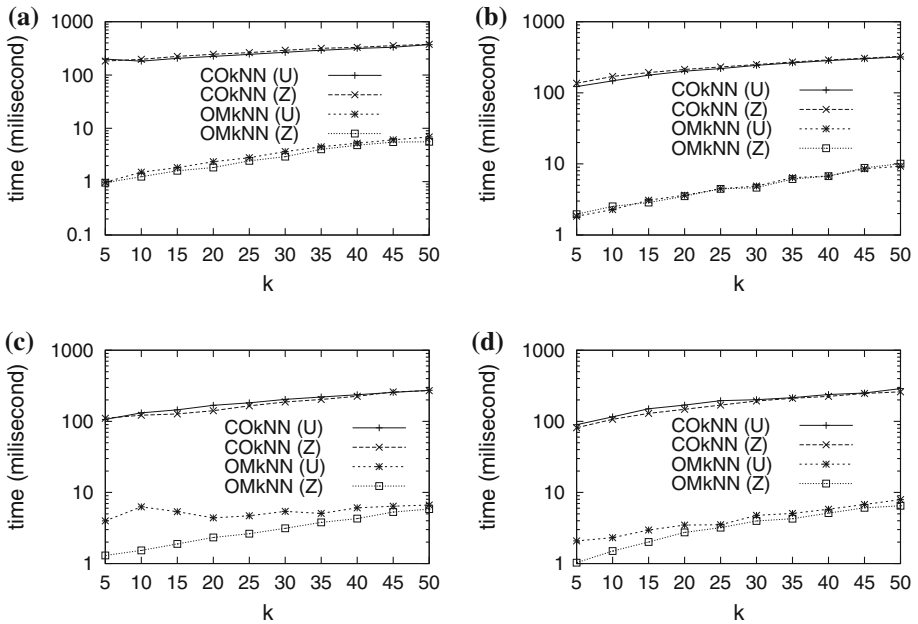 (a)
1000
100
10
1
0.1
time (milisecond)
COkNN (U)
COkNN (Z)
OMkNN (U)
OMkNN (Z)
5 10 15 20 25 30 35 40 45 50
k
(b)
1000
100
10
1
time (milisecond)
COkNN (U)
COkNN (Z)
OMkNN (U)
OMkNN (Z)
5 10 15 20 25 30 35 40 45 50
k
(c)
1000
100
10
1
time (milisecond)
COkNN (U)
COkNN (Z)
OMkNN (U)
OMkNN (Z)
5 10 15 20 25 30 35 40 45 50
k
(d)
1000
100
10
1
time (milisecond)
COkNN (U)
COkNN (Z)
OMkNN (U)
OMkNN (Z)
5 10 15 20 25 30 35 40 45 50
k